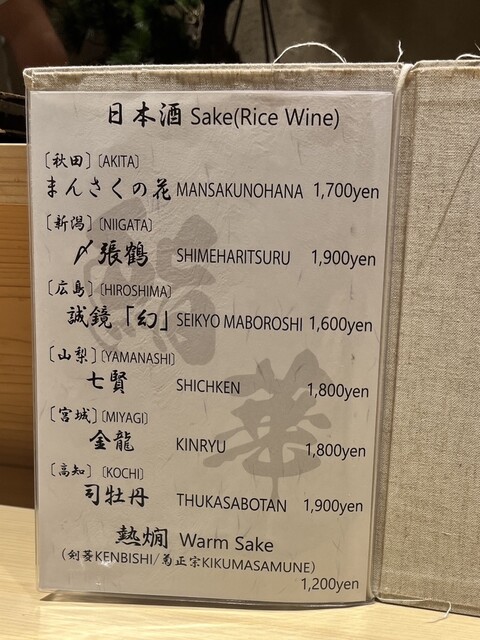 日本酒 Sake(Rice Wine)
〔秋田〕〔AKITA〕
まんさくの花 MANSAKUNOHANA 1,700yen
〔新潟〕〔NIIGATA〕
〆張鶴 SHIMEHARITSURU 1,900yen
〔広島〕〔HIROSHIMA〕
誠鏡「幻」 SEIKYO MABOROSHI 1,600yen
〔山梨〕〔YAMANASHI〕
七賢 SHICHKEN 1,800yen
〔宮城〕〔MIYAGI〕
金龍 KINRYU 1,800yen
〔高知〕〔KOCHI〕
司牡丹 THUKASABOTAN 1,900yen
熱燗 Warm Sake
（剣菱KENBISHI/菊正宗KIKUMASAMUNE）
1,200yen
鮨
華